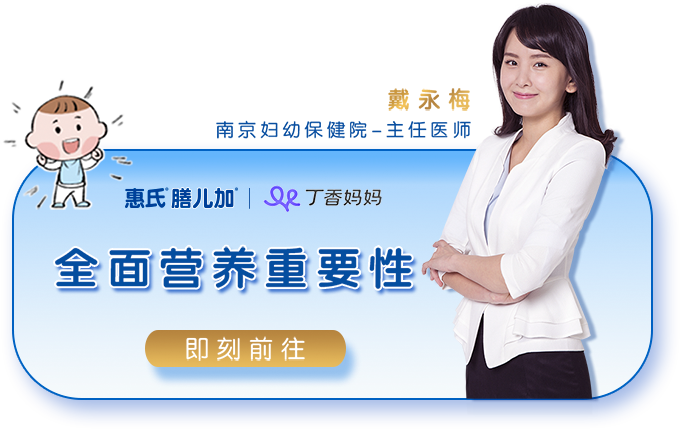 戴永梅
南京妇幼保健院-主任医师
惠氏® 膳儿加® | 丁香妈妈
全面营养重要性
即刻前往